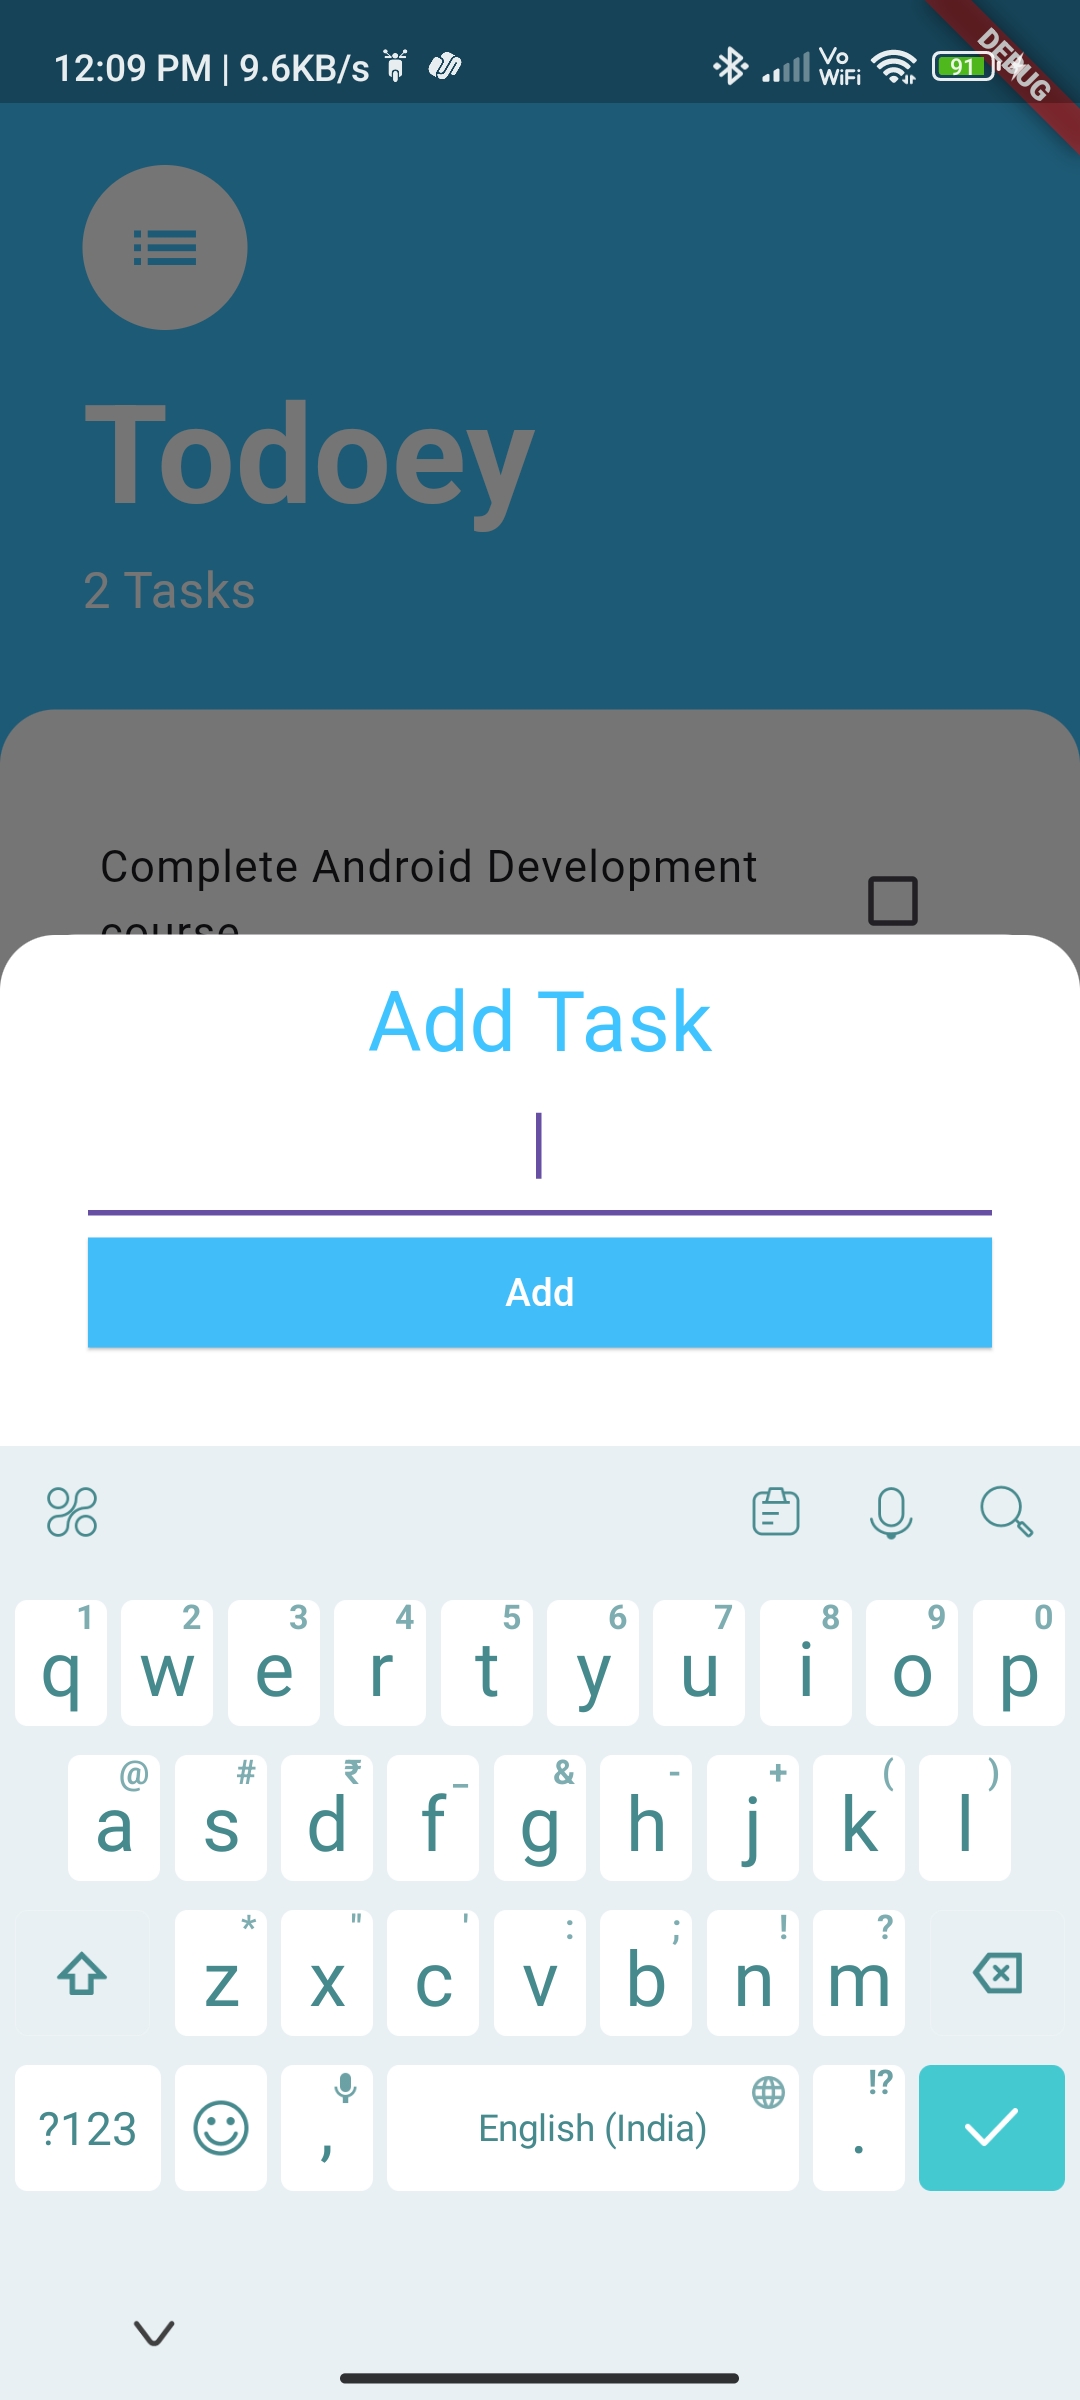 12:09 PM | 9.6KB/s
Vo
WiFi
91
DEBUG
Todoey
2 Tasks
Complete Android Development
course
Add Task
Add
1 2 3 4 5 6 7 8 9 0
q w e r t y u i o p
@ # ₹ _ & - + ( )
a s d f g h j k l
* " ' : ; ! ?
z x c v b n m
!?
?123 , English (India) .